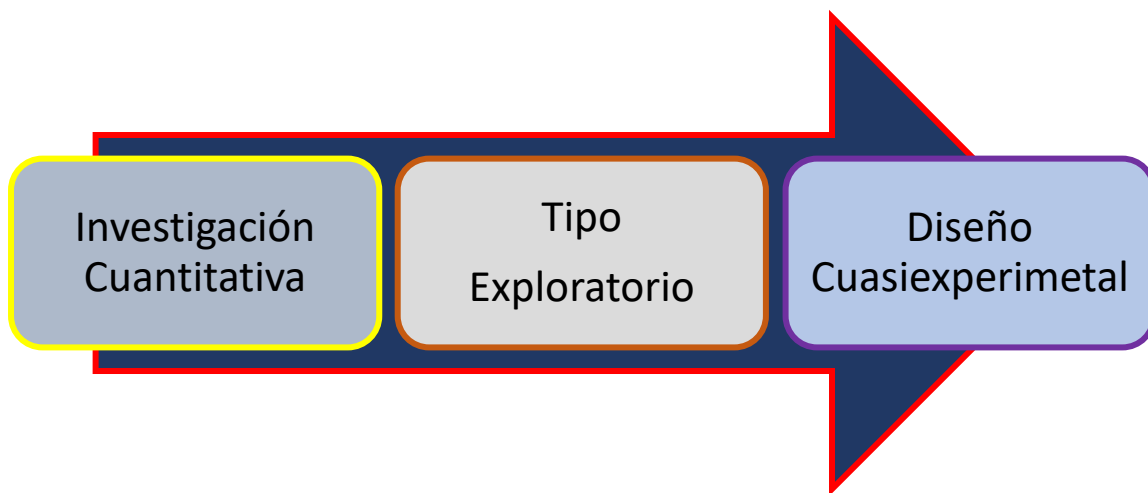 Investigación
Cuantitativa
Tipo
Exploratorio
Diseño
Cuasiexperimetal